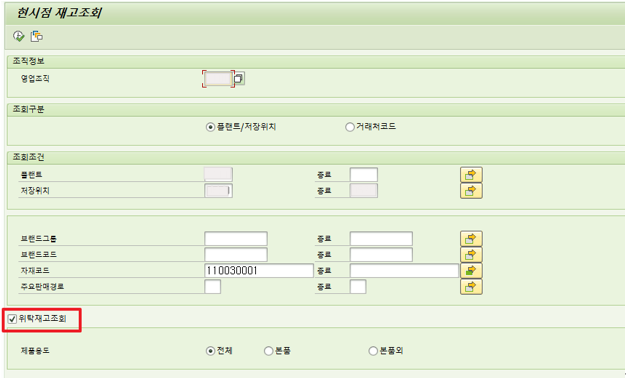 현시점 재고조회
조직정보
영업조직
조회구분
플랜트/저장위치 거래처코드
조회조건
플랜트 종료
저장위치 종료
브랜드그룹 종료
브랜드코드 종료
자재코드 110030001 종료
주요판매경로 종료
위탁재고조회
제품용도 전체 본품 본품외